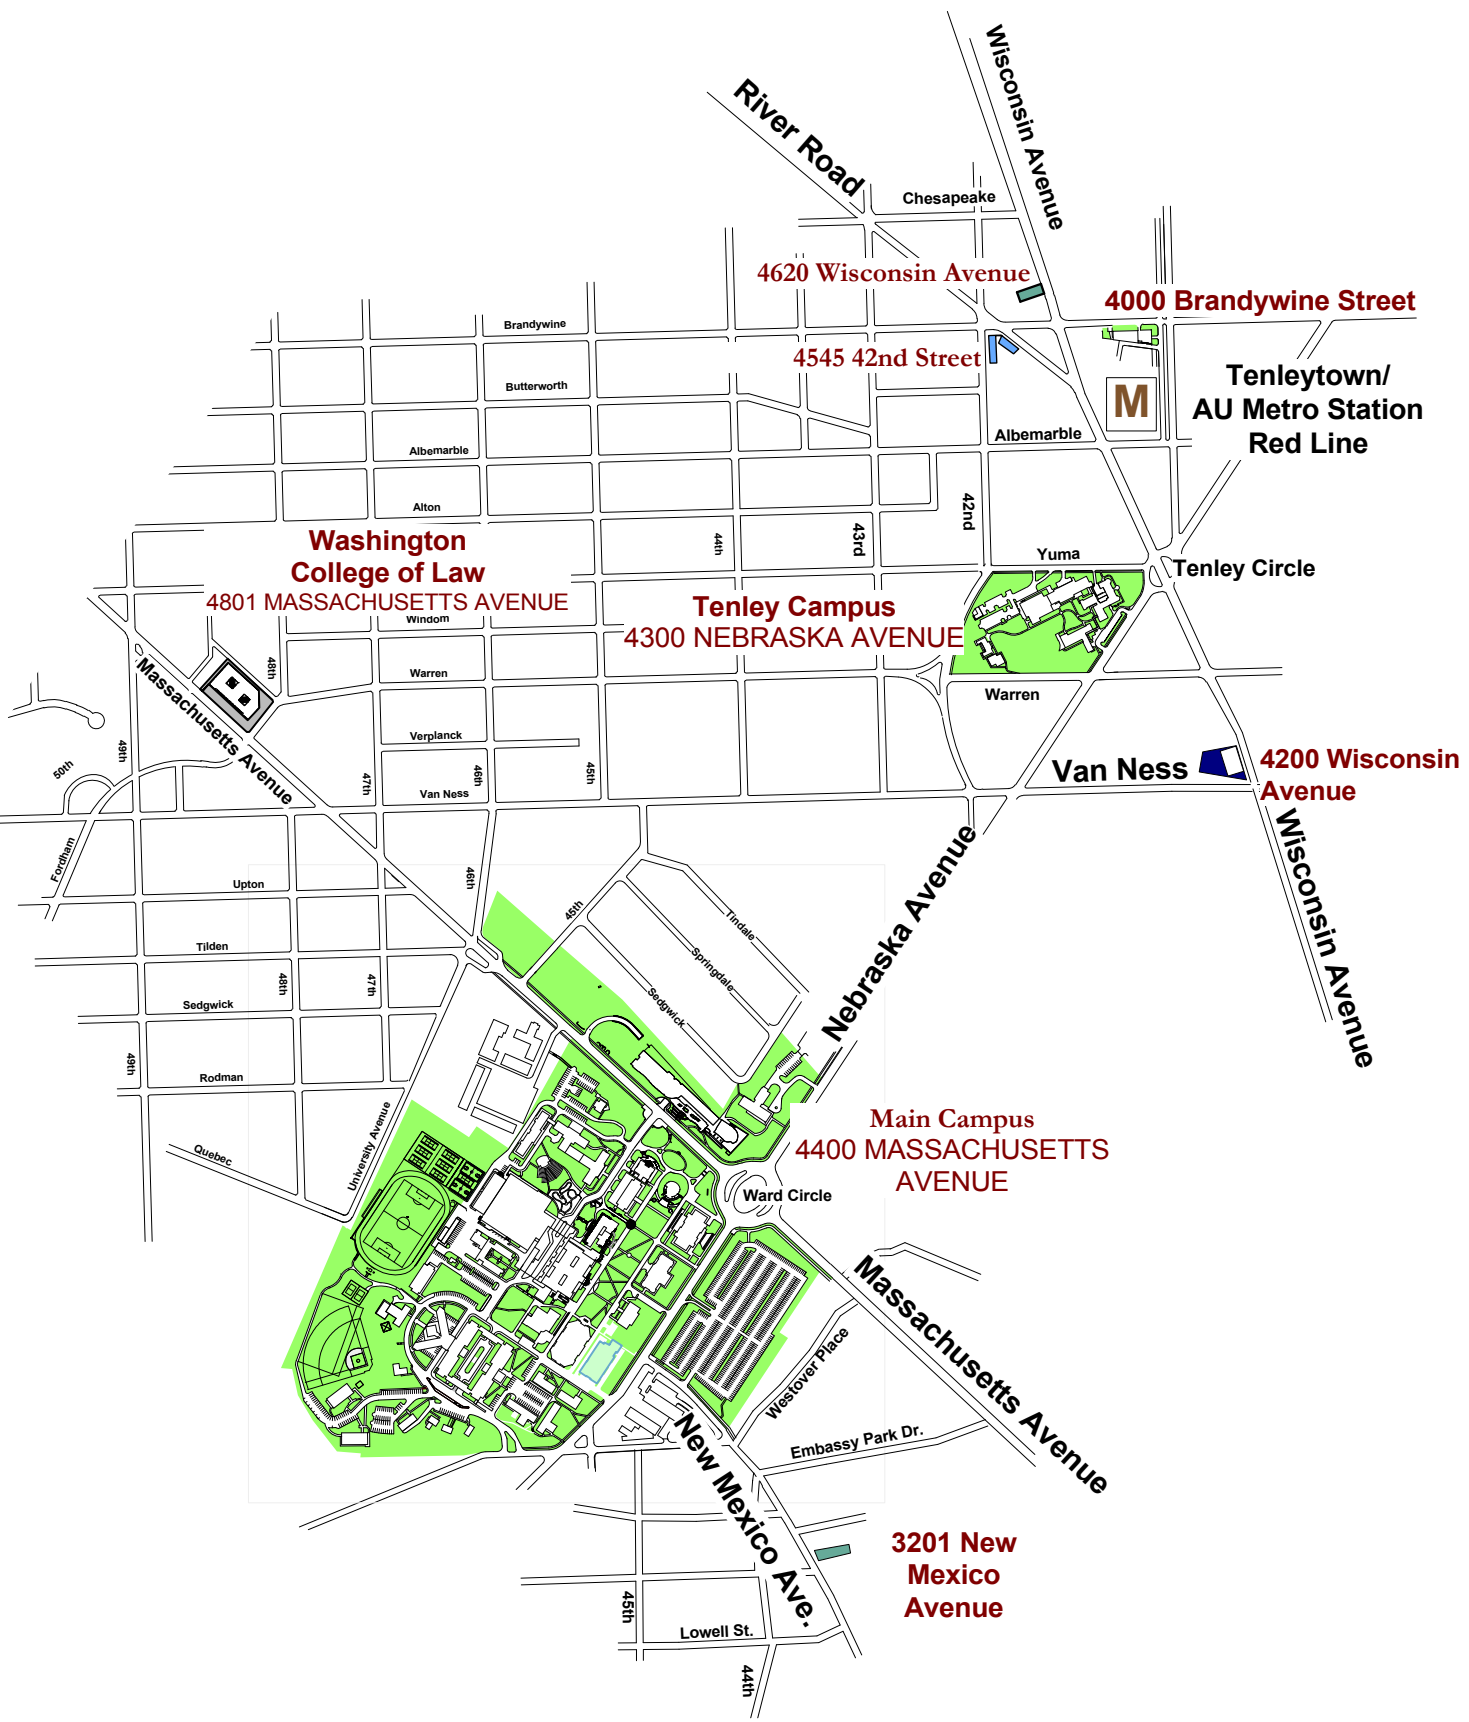 Wisconsin Avenue
River Road
Chesapeake
4620 Wisconsin Avenue
4000 Brandywine Street
Brandywine
4545 42nd Street
Tenleytown/
AU Metro Station
Red Line
M
Butterworth
Albemarble
Albemarble
Alton
42nd
43rd
44th
Washington
College of Law
4801 MASSACHUSETTS AVENUE
Yuma
Tenley Circle
Tenley Campus
4300 NEBRASKA AVENUE
Windom
48th
Warren
Warren
Massachusetts Avenue
Verplanck
49th
50th
47th
46th
45th
Van Ness
Van Ness
4200 Wisconsin
Avenue
Wisconsin Avenue
Fordham
Upton
46th
45th
Tindale
Springdale
Sedgwick
Nebraska Avenue
Tilden
48th
47th
Sedgwick
49th
Rodman
Quebec
University Avenue
Main Campus
4400 MASSACHUSETTS
AVENUE
Ward Circle
Massachusetts Avenue
Westover Place
Embassy Park Dr.
New Mexico Ave.
3201 New
Mexico
Avenue
45th
Lowell St.
44th